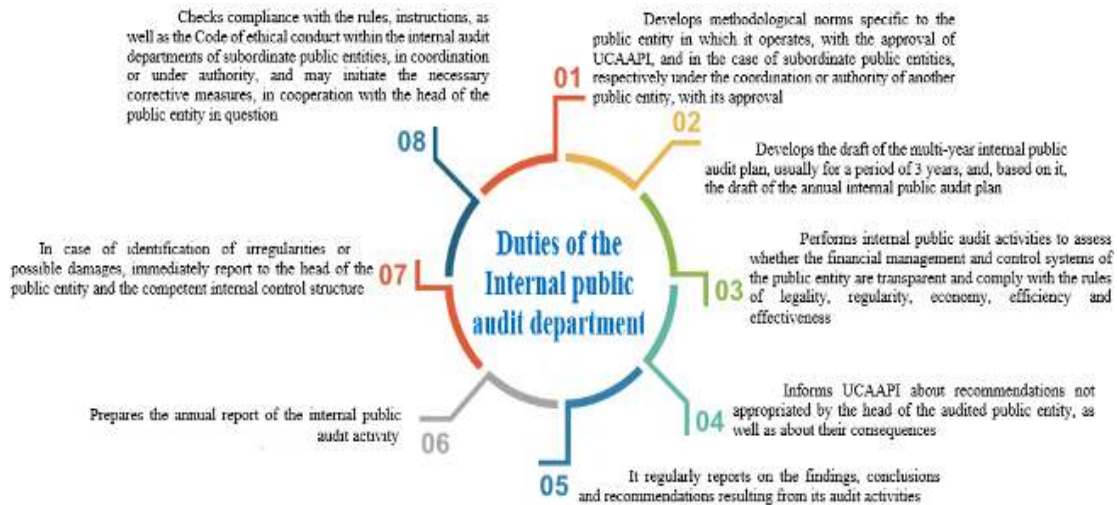 Develops methodological norms specific to the
public entity in which it operates, with the approval of
UCAAPI, and in the case of subordinate public entities,
respectively under the coordination or authority of another
public entity, with its approval
01
02
Develops the draft of the multi-year internal public
audit plan, usually for a period of 3 years, and, based on it,
the draft of the annual internal public audit plan
Performs internal public audit activities to assess
whether the financial management and control systems of
the public entity are transparent and comply with the rules
of legality, regularity, economy, efficiency and
effectiveness
03
Informs UCAAPI about recommendations not
appropriated by the head of the audited public entity, as
well as about their consequences
04
05
It regularly reports on the findings, conclusions
and recommendations resulting from its audit activities
Prepares the annual report of the internal public
audit activity
06
In case of identification of irregularities or
possible damages, immediately report to the head of the
public entity and the competent internal control structure
07
Checks compliance with the rules, instructions, as
well as the Code of ethical conduct within the internal audit
departments of subordinate public entities, in coordination
or under authority, and may initiate the necessary
corrective measures, in cooperation with the head of the
public entity in question
08
Duties of the
Internal public
audit department